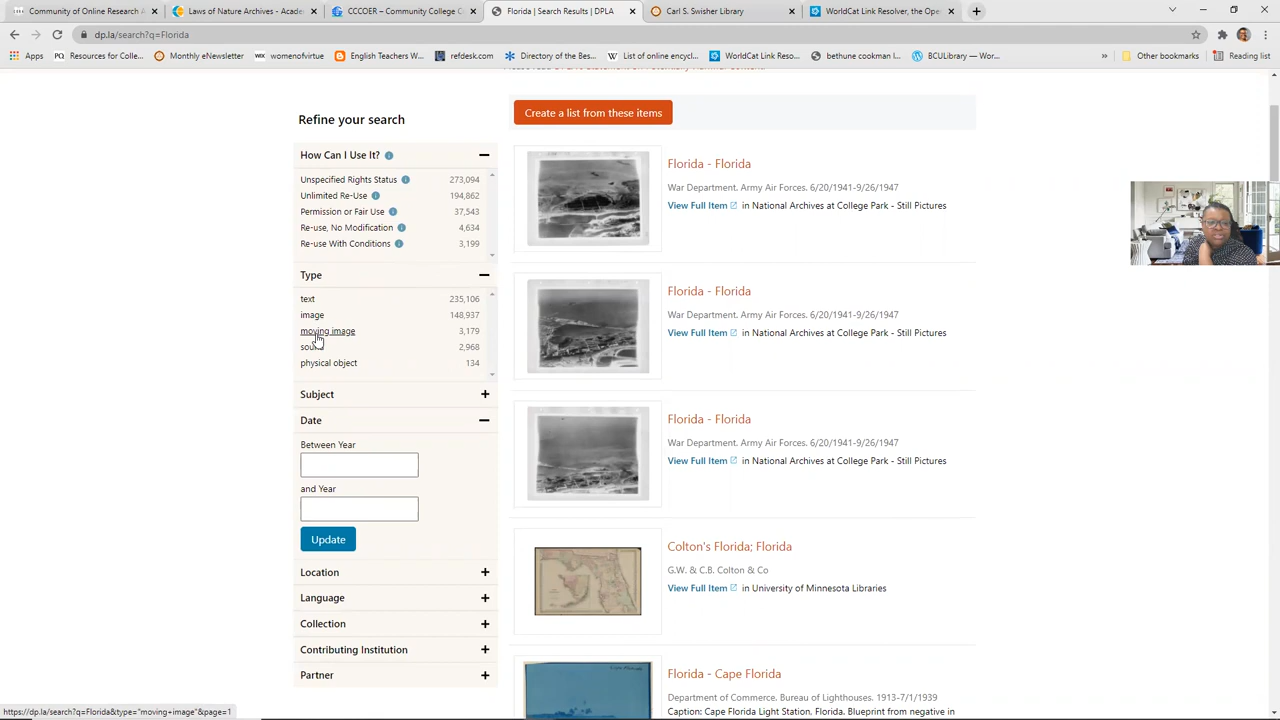 Community of Online Research A
Laws of Nature Archives - Acade
CCCOER – Community College C
Florida | Search Results | DPLA
Carl S. Swisher Library
WorldCat Link Resolver, the Ope
dp.la/search?q=Florida
Apps
Resources for Colle...
Monthly eNewsletter
womenofvirtue
English Teachers W...
refdesk.com
Directory of the Bes...
List of online encycl...
WorldCat Link Reso...
bethune cookman l...
BCULibrary — (Wor...
»
Other bookmarks
Reading list
Create a list from these items
Refine your search
How Can I Use It?
Unspecified Rights Status 273,094
Unlimited Re-Use 194,862
Permission or Fair Use 37,543
Re-use, No Modification 4,634
Re-use With Conditions 3,199
Type
text 235,106
image 148,937
moving image 3,179
2,968
physical object 134
Subject
Date
Between Year
and Year
Update
Location
Language
Collection
Contributing Institution
Partner
Florida - Florida
War Department. Army Air Forces. 6/20/1941-9/26/1947
View Full Item in National Archives at College Park - Still Pictures
Florida - Florida
War Department. Army Air Forces. 6/20/1941-9/26/1947
View Full Item in National Archives at College Park - Still Pictures
Florida - Florida
War Department. Army Air Forces. 6/20/1941-9/26/1947
View Full Item in National Archives at College Park - Still Pictures
Colton's Florida; Florida
G.W. & C.B. Colton & Co
View Full Item in University of Minnesota Libraries
Florida - Cape Florida
Department of Commerce. Bureau of Lighthouses. 1913-7/1/1939
Caption: Cape Florida Light Station, Florida. Blueprint from negative in
https://dp.la/search?q=Florida&type="moving+image"&page=1